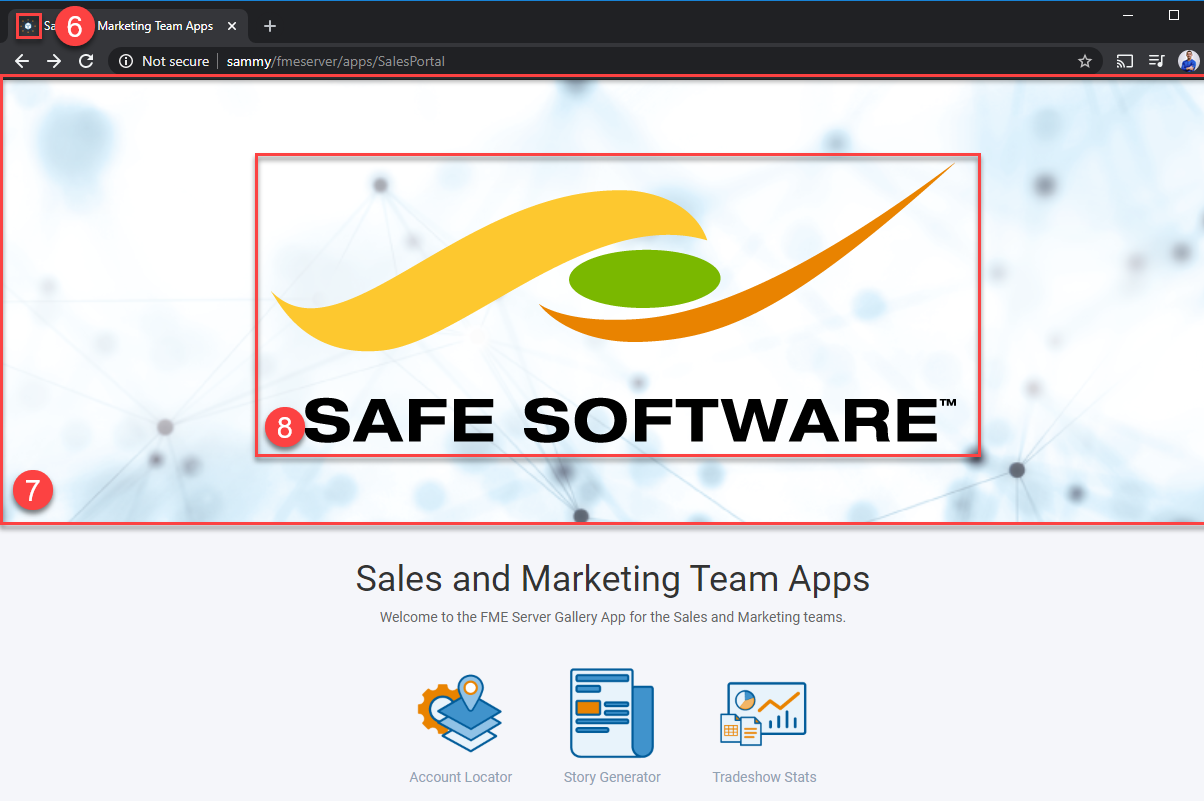 6
Marketing Team Apps
Not secure
sammy/fmeserver/apps/SalesPortal
SAFE SOFTWARE™
8
7
Sales and Marketing Team Apps
Welcome to the FME Server Gallery App for the Sales and Marketing teams.
Account Locator
Story Generator
Tradeshow Stats